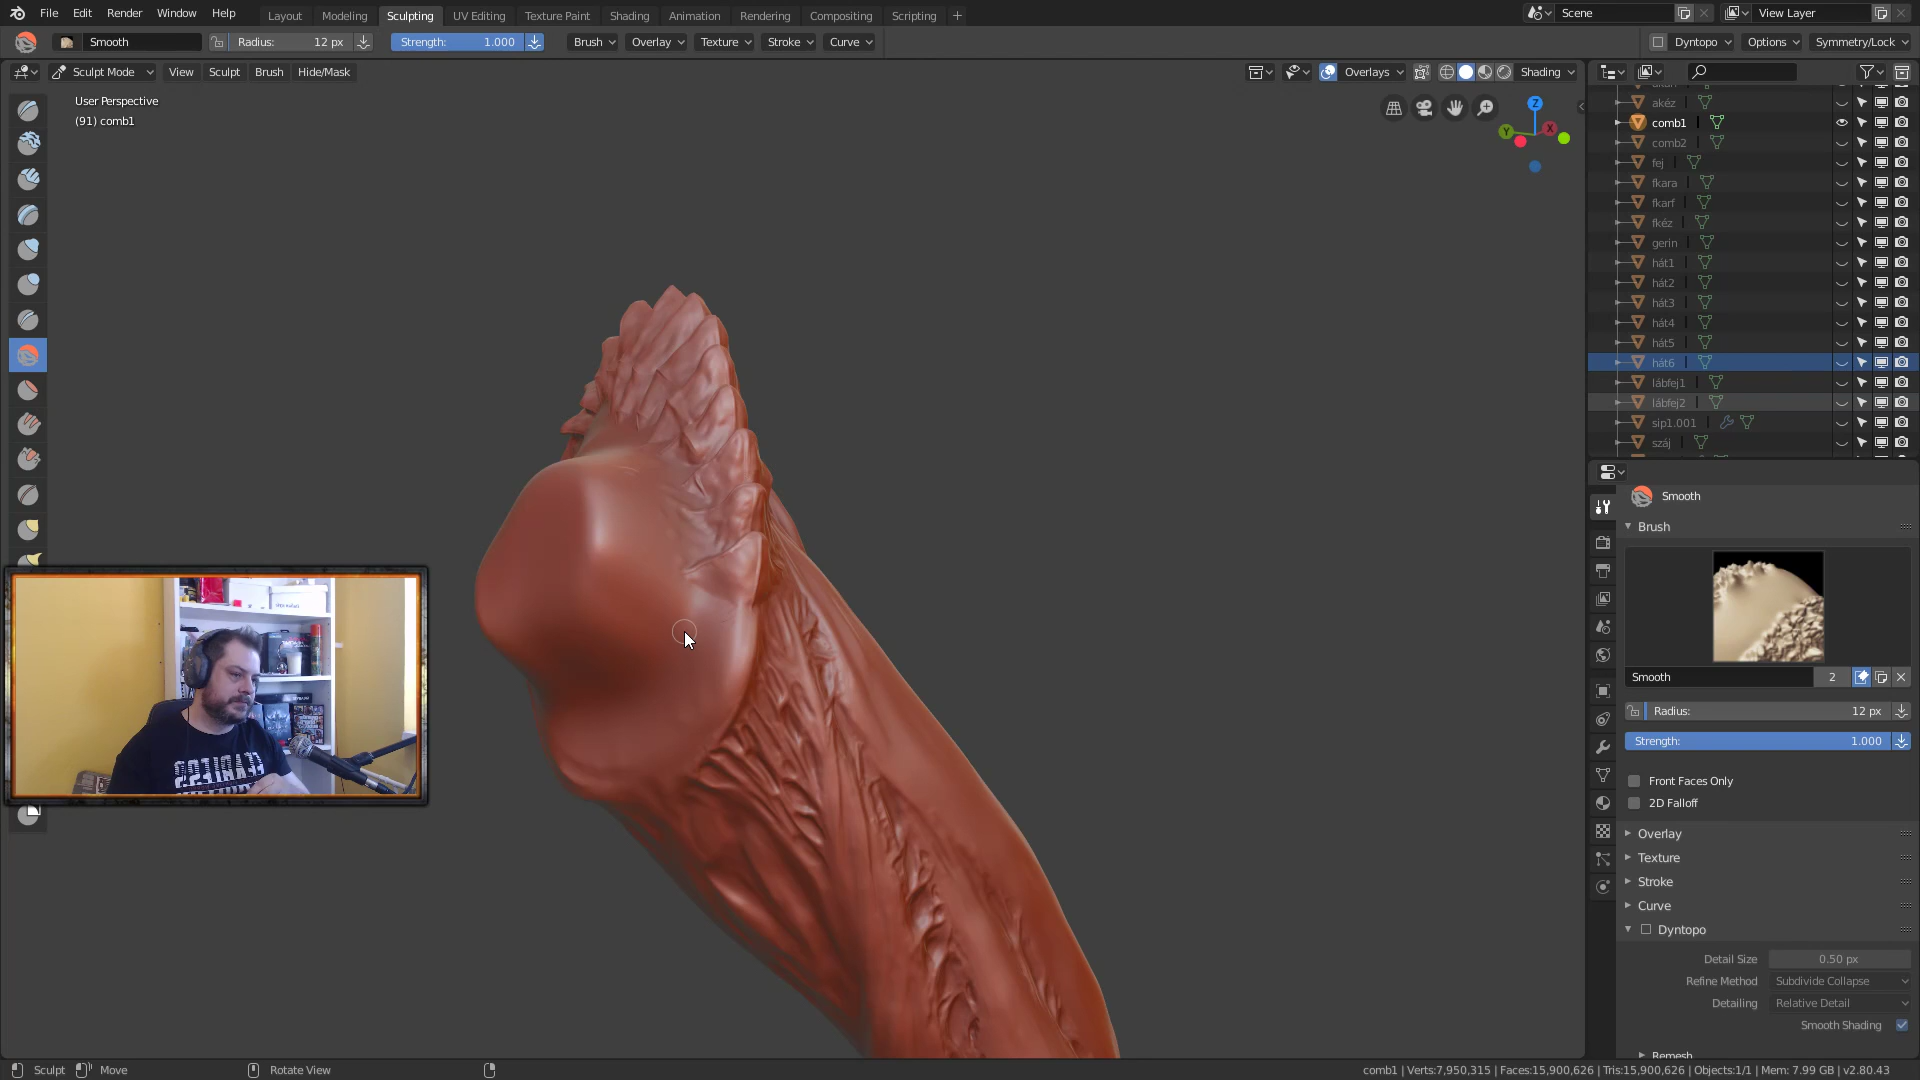 File Edit Render Window Help Layout Modeling Sculpting UV Editing Texture Paint Shading Animation Rendering Compositing Scripting + Scene View Layer
Smooth Radius: 12 px Strength: 1.000 Brush Overlay Texture Stroke Curve Dyntopo Options Symmetry/Lock
Sculpt Mode View Sculpt Brush Hide/Mask Overlays Shading
User Perspective
(91) comb1
Z
Y
X
akéz
comb1
comb2
fej
fkara
fkarf
fkéz
gerin
hát1
hát2
hát3
hát4
hát5
hát6
lábfej1
lábfej2
sip1.001
száj
Smooth
Brush
Smooth 2
Radius: 12 px
Strength: 1.000
Front Faces Only
2D Falloff
Overlay
Texture
Stroke
Curve
Dyntopo
Detail Size 0.50 px
Refine Method Subdivide Collapse
Detailing Relative Detail
Smooth Shading
Remesh
Sculpt Move Rotate View comb1 | Verts:7,950,315 | Faces:15,900,626 | Tris:15,900,626 | Objects:1/1 | Mem: 7.99 GB | v2.80.43